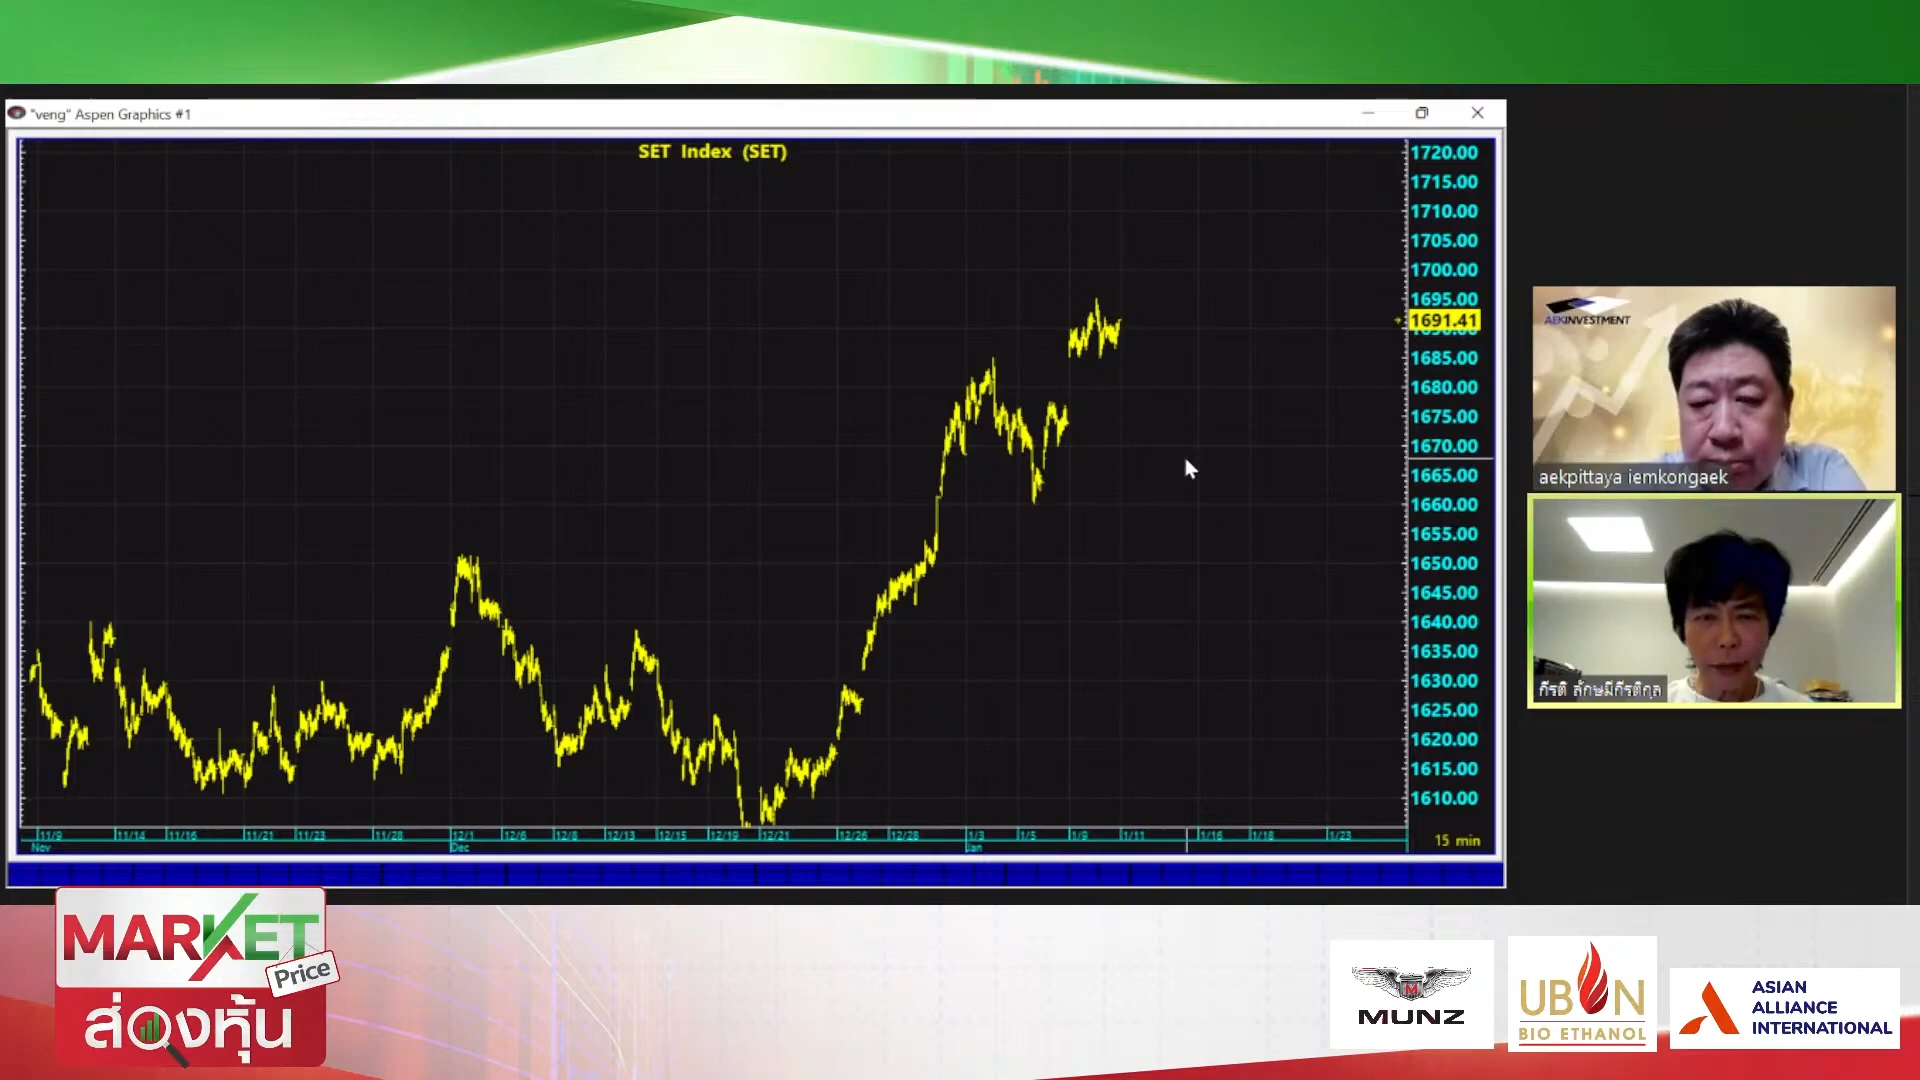 "veng" Aspen Graphics #1
SET Index (SET)
1720.00
1715.00
1710.00
1705.00
1700.00
1695.00
1691.41
1685.00
1680.00
1675.00
1670.00
1665.00
1660.00
1655.00
1650.00
1645.00
1640.00
1635.00
1630.00
1625.00
1620.00
1615.00
1610.00
11/9 11/14 11/16 11/21 11/23 11/28 12/1 12/6 12/8 12/13 12/15 12/19 12/21 12/26 12/28 1/3 1/5 1/9 1/11 1/16 1/18 1/23
Nov Dec Jan
15 min
AEKINVESTMENT
aekpittaya iemkongaek
กีรติ ลักษมีกีรติกุล
MARKET
Price
ส่องหุ้น
M
MUNZ
UBON
BIO ETHANOL
ASIAN
ALLIANCE
INTERNATIONAL